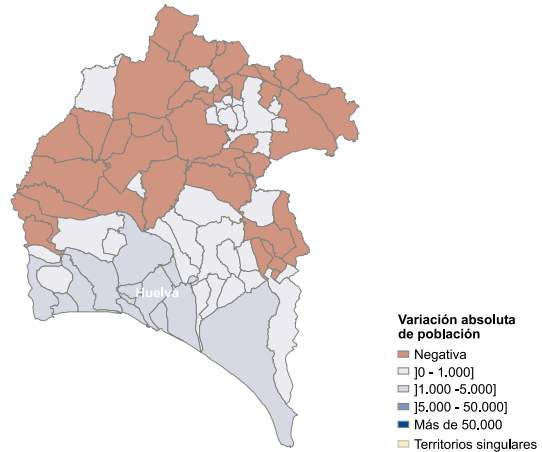 Huelva
Variación absoluta
de población
Negativa
]0 - 1.000]
]1.000 -5.000]
]5.000 - 50.000]
Más de 50.000
Territorios singulares